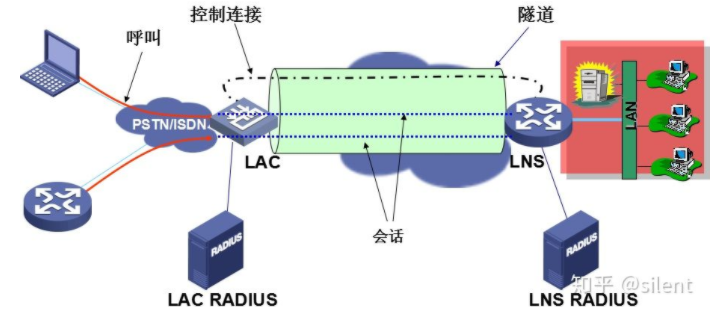 控制连接
隧道
呼叫
PSTN/ISDN
LAC
LNS
LAN
会话
RADIUS
RADIUS
LAC RADIUS
LNS RADIUS
知乎 @silent